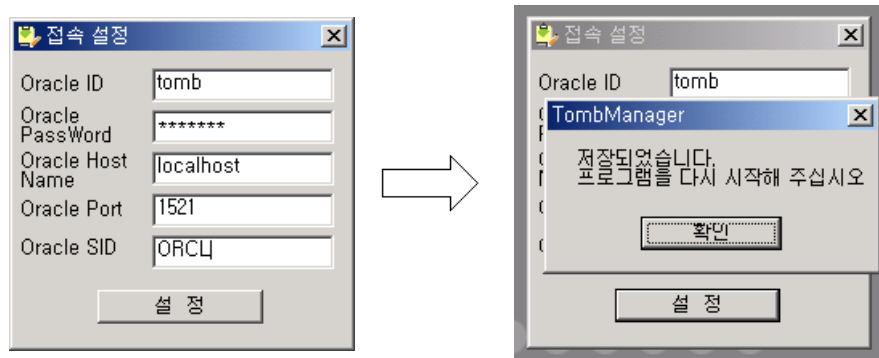 접속 설정
Oracle ID
tomb
Oracle
PassWord
*******
Oracle Host
Name
localhost
Oracle Port
1521
Oracle SID
ORCL
설 정
접속 설정
Oracle ID
tomb
TombManager
저장되었습니다.
프로그램를 다시 시작해 주십시오
확인
설 정